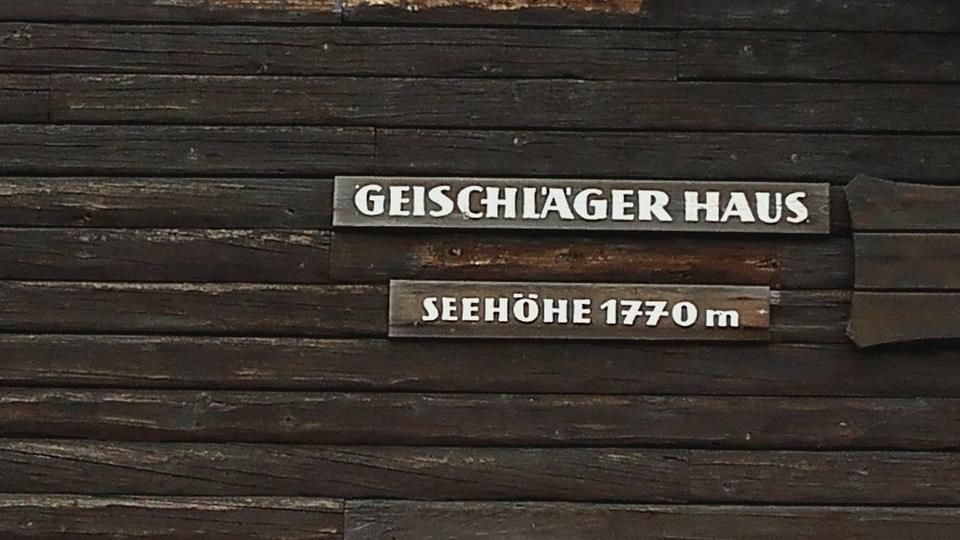 GEISCHLÄGER HAUS
SEEHÖHE 1770 m